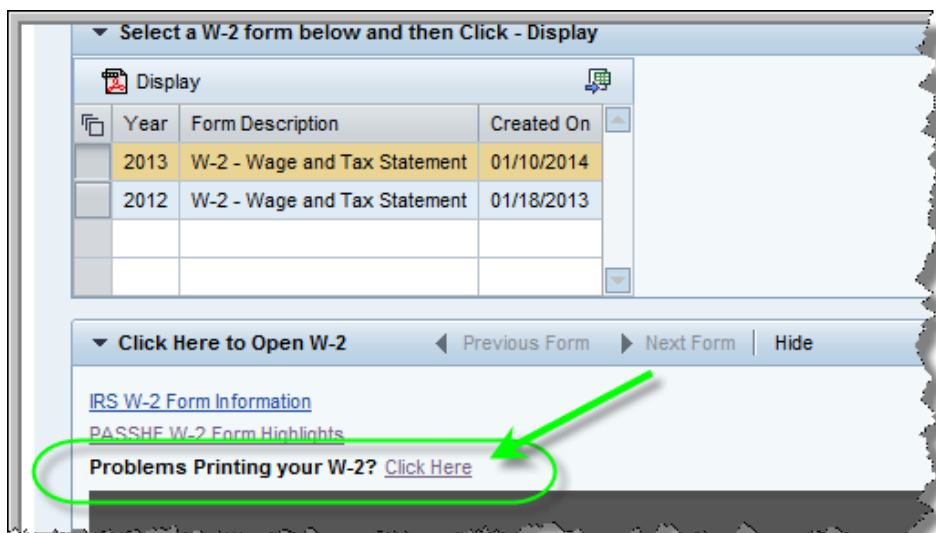 Select a W-2 form below and then Click - Display
Display
Year Form Description Created On
2013 W-2 - Wage and Tax Statement 01/10/2014
2012 W-2 - Wage and Tax Statement 01/18/2013
Click Here to Open W-2 Previous Form Next Form Hide
IRS W-2 Form Information
PASSHE W-2 Form Highlights
Problems Printing your W-2? Click Here